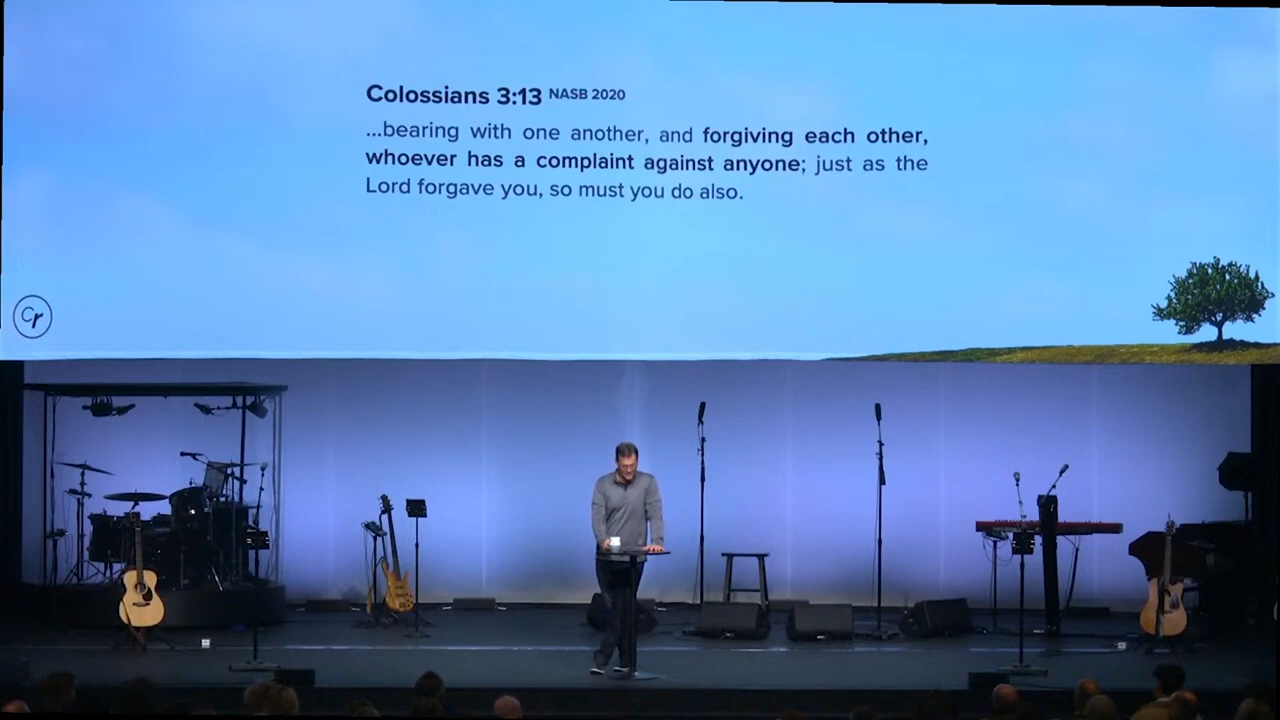 Colossians 3:13 NASB 2020
...bearing with one another, and forgiving each other,
whoever has a complaint against anyone; just as the
Lord forgave you, so must you do also.
cr